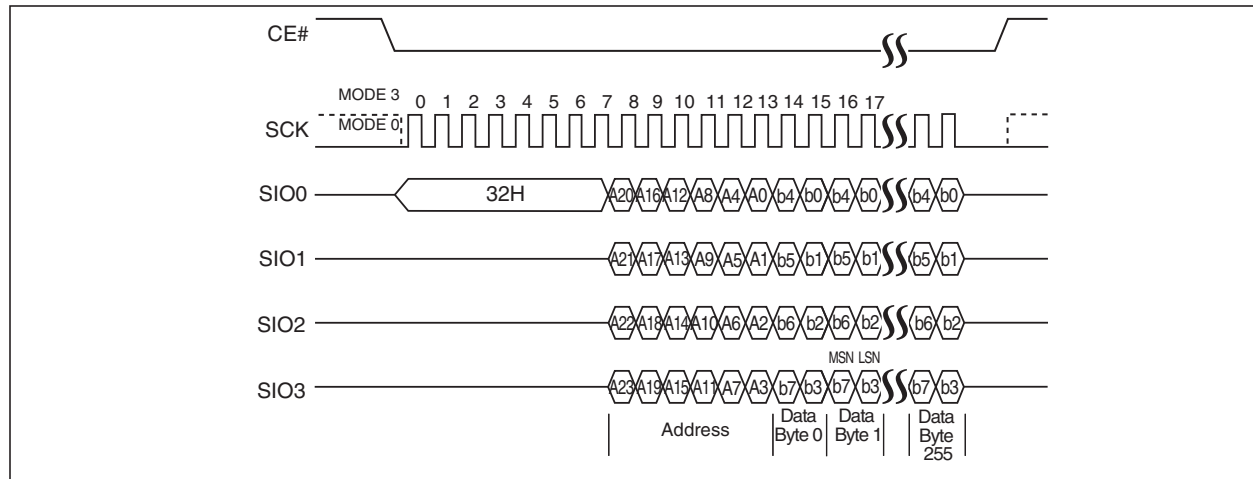 CE#
MODE 3
0 1 2 3 4 5 6 7 8 9 10 11 12 13 14 15 16 17
SCK
MODE 0
SIO0
32H
A20 A16 A12 A8 A4 A0 b4 b0 b4 b0 b4 b0
SIO1
A21 A17 A13 A9 A5 A1 b5 b1 b5 b1 b5 b1
SIO2
A22 A18 A14 A10 A6 A2 b6 b2 b6 b2 b6 b2
MSN LSN
SIO3
A23 A19 A15 A11 A7 A3 b7 b3 b7 b3 b7 b3
Address
Data
Byte 0
Data
Byte 1
Data
Byte
255